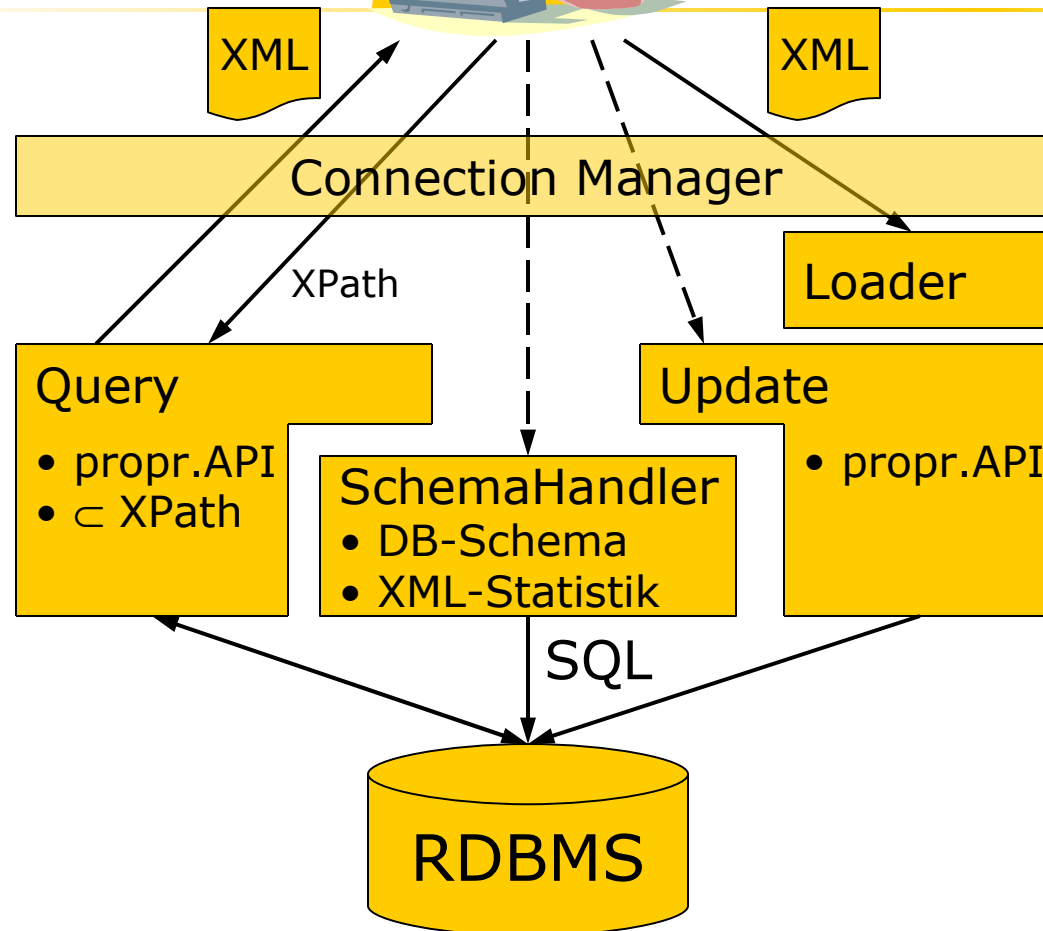 XML
XML
Connection Manager
XPath
Loader
Query
• propr.API
• ⊂ XPath
Update
• propr.API
SchemaHandler
• DB-Schema
• XML-Statistik
SQL
RDBMS